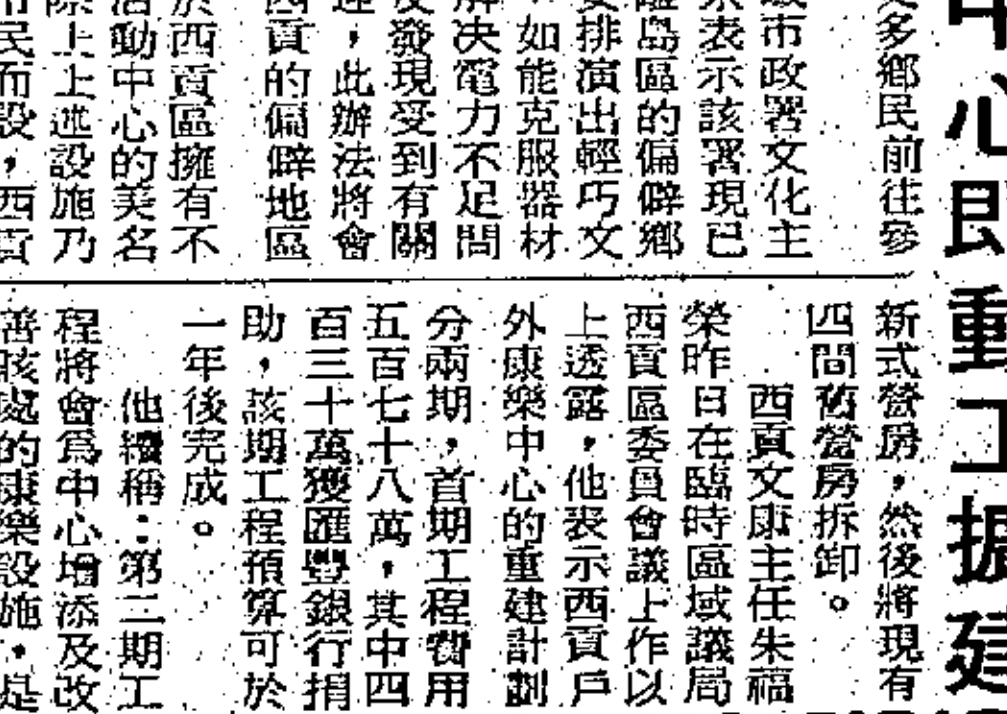 中心民重工擴建
多鄉民前往參
市政署文化主
表示該署現已
島區的偏僻鄉
排演出輕巧文
如能克服器材
決電力不足問
發現受到有關
，此辦法將會
貢的偏僻地區
於西貢區擁有不
活動中心的美名
際上上述設施乃
市民而設，西貢
新式營房，然後將現有
四間舊營房拆卸。
西貢文康主任朱福
榮昨日在臨時區域議局
西貢區委員會議上作以
上透露，他表示西貢戶
外康樂中心的重建計劃
分兩期，首期工程費用
五百七十八萬，其中四
百三十萬獲匯豐銀行捐
助，該期工程預算可於
一年後完成。
他續稱：第二期工
程將會為中心增添及改
善該處的康樂設施，是